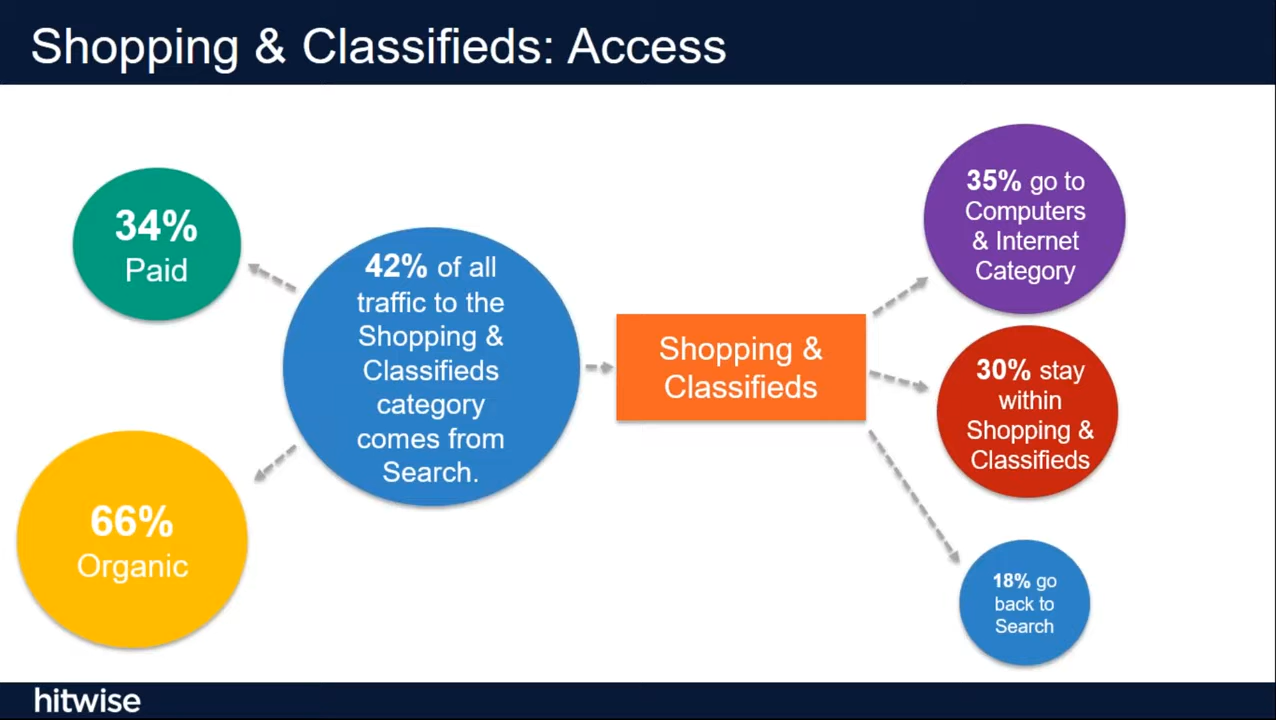 Shopping & Classifieds: Access
34%
Paid
66%
Organic
42% of all
traffic to the
Shopping &
Classifieds
category
comes from
Search.
Shopping &
Classifieds
35% go to
Computers
& Internet
Category
30% stay
within
Shopping &
Classifieds
18% go
back to
Search
hitwise